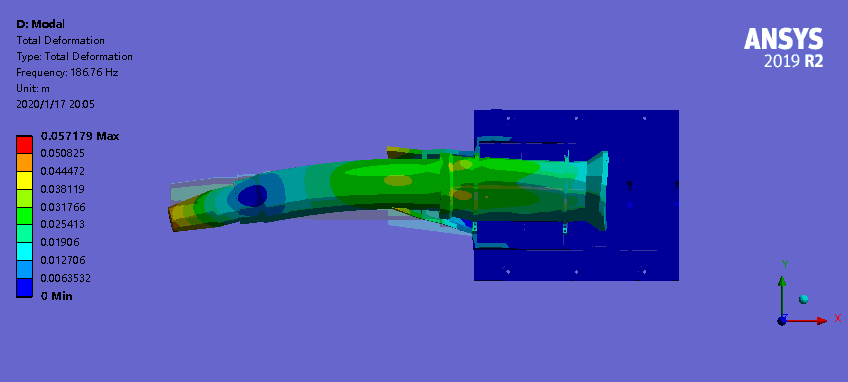 D: Modal
Total Deformation
Type: Total Deformation
Frequency: 186.76 Hz
Unit: m
2020/1/17 20:05
0.057179 Max
0.050825
0.044472
0.038119
0.031766
0.025413
0.01906
0.012706
0.0063532
0 Min
ANSYS
2019 R2
Y
Z
X